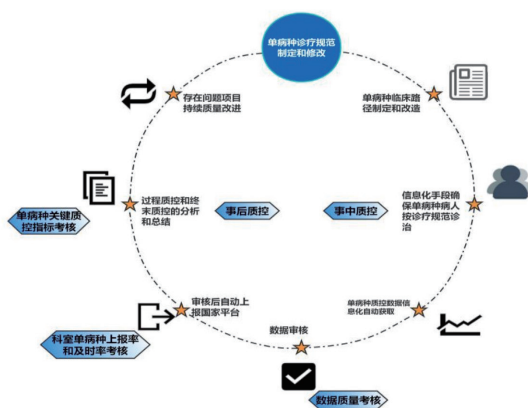 单病种诊疗规范
制定和修改
存在问题项目
持续质量改进
单病种临床路
径制定和改造
过程质控和终
末质控的分析
和总结
单病种关键质
控指标考核
事后质控
事中质控
信息化手段确
保单病种病人
按诊疗规范诊
治
审核后自动上
报国家平台
单病种质控数据信
息化自动获取
科室单病种上报率
和及时率考核
数据审核
数据质量考核